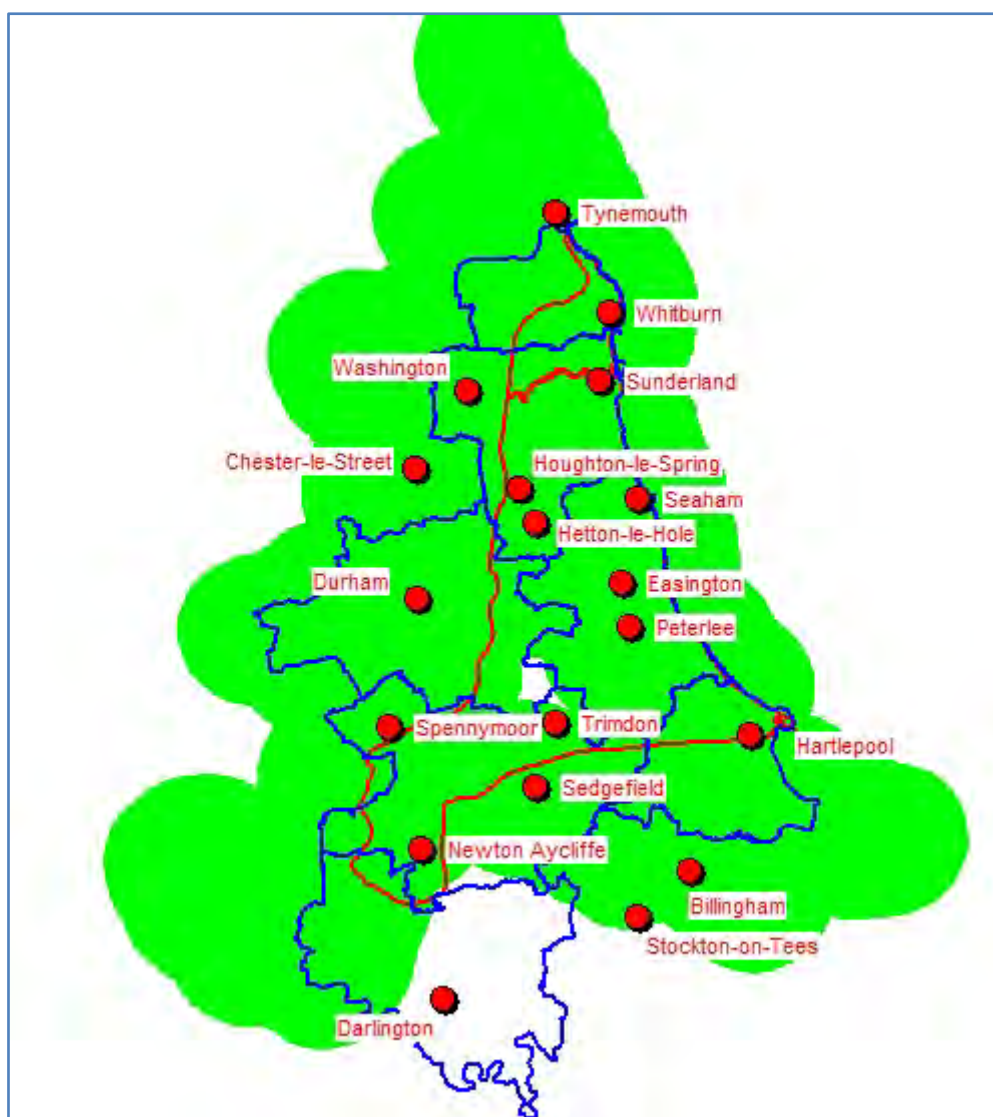 Tynemouth
Whitburn
Washington
Sunderland
Chester-le-Street
Houghton-le-Spring
Seaham
Hetton-le-Hole
Durham
Easington
Peterlee
Spennymoor
Trimdon
Hartlepool
Sedgefield
Newton Aycliffe
Billingham
Stockton-on-Tees
Darlington